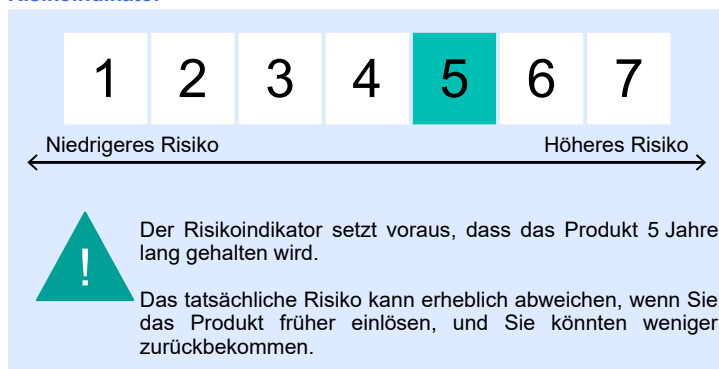 1 2 3 4 5 6 7
Niedrigeres Risiko Höheres Risiko
!
Der Risikoindikator setzt voraus, dass das Produkt 5 Jahre
lang gehalten wird.
Das tatsächliche Risiko kann erheblich abweichen, wenn Sie
das Produkt früher einlösen, und Sie könnten weniger
zurückbekommen.